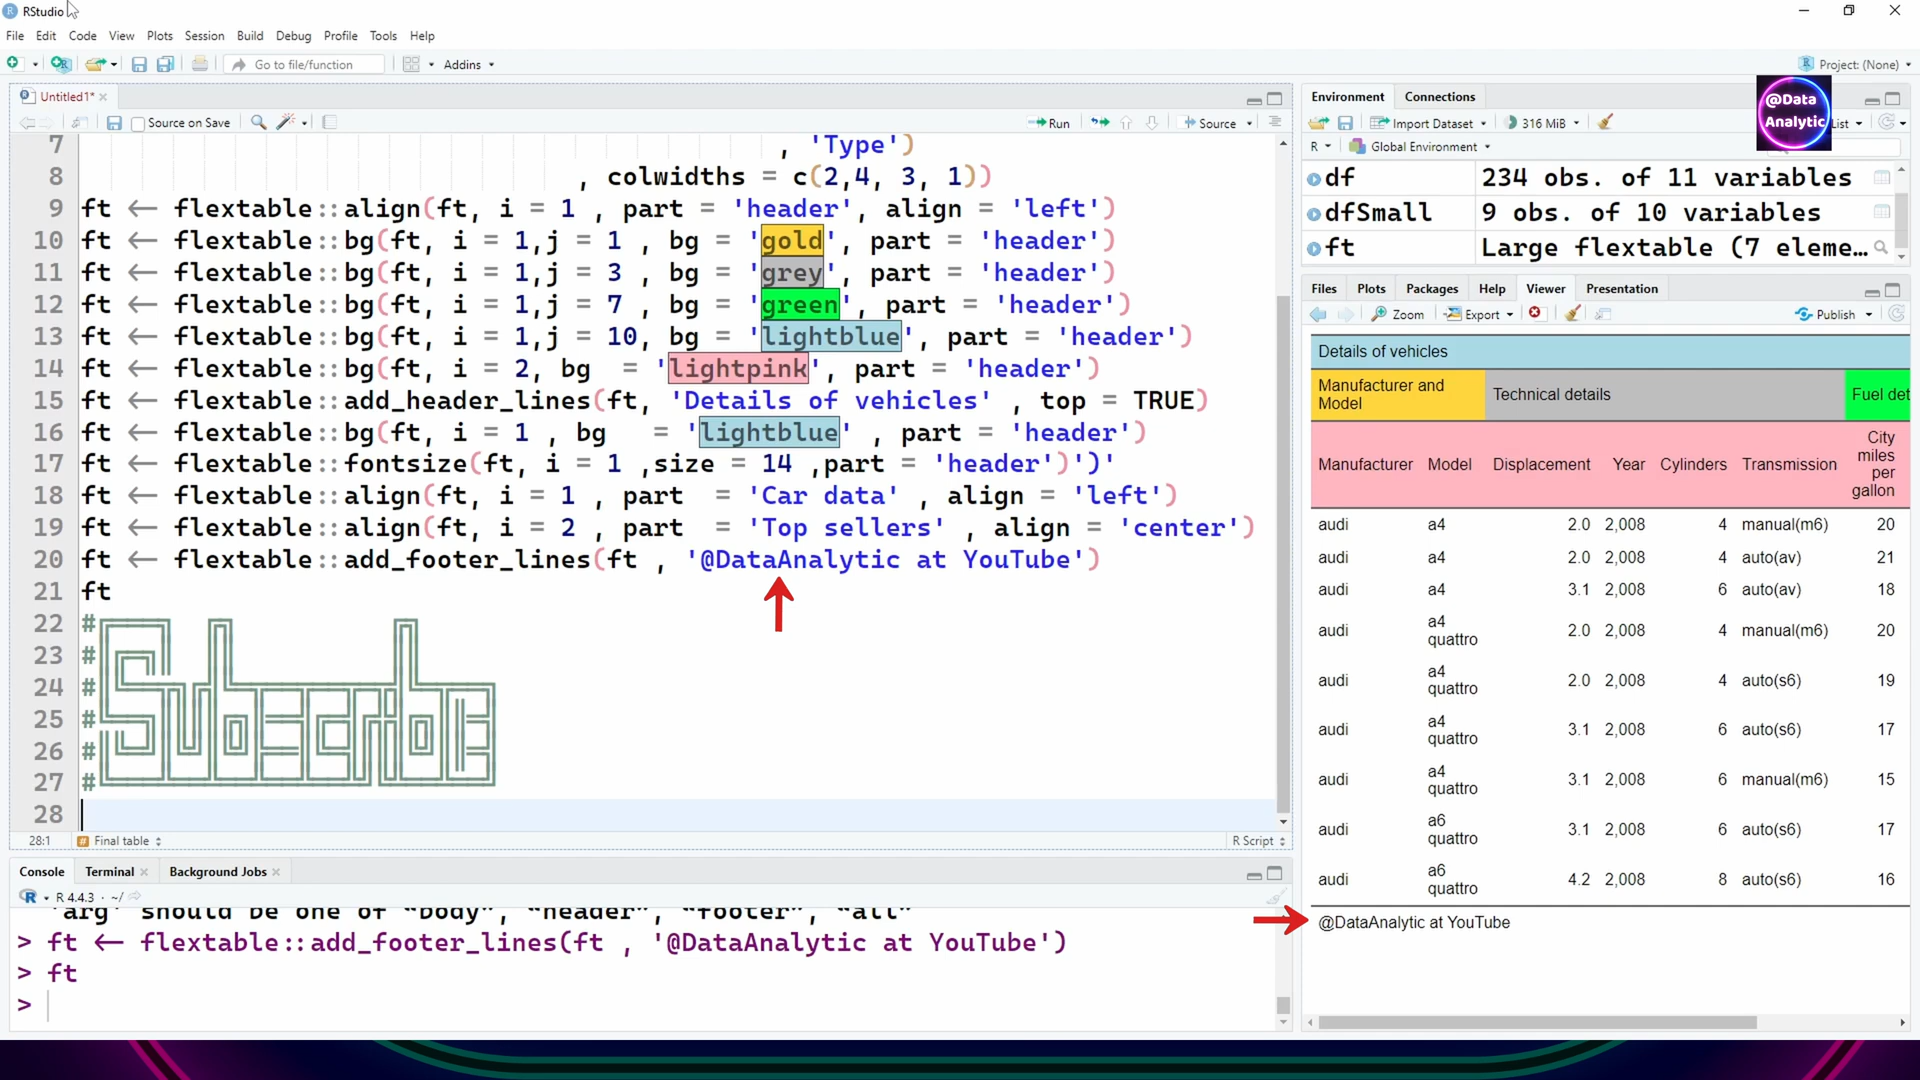 RStudio
File Edit Code View Plots Session Build Debug Profile Tools Help
Go to file/function Addins Project: (None)
Untitled1*
Source on Save Run Source
7 , 'Type')
8 , colwidths = c(2,4, 3, 1))
9 ft <- flextable::align(ft, i = 1 , part = 'header', align = 'left')
10 ft <- flextable::bg(ft, i = 1,j = 1 , bg = 'gold', part = 'header')
11 ft <- flextable::bg(ft, i = 1,j = 3 , bg = 'grey', part = 'header')
12 ft <- flextable::bg(ft, i = 1,j = 7 , bg = 'green', part = 'header')
13 ft <- flextable::bg(ft, i = 1,j = 10, bg = 'lightblue', part = 'header')
14 ft <- flextable::bg(ft, i = 2, bg = 'lightpink', part = 'header')
15 ft <- flextable::add_header_lines(ft, 'Details of vehicles' , top = TRUE)
16 ft <- flextable::bg(ft, i = 1 , bg = 'lightblue' , part = 'header')
17 ft <- flextable::fontsize(ft, i = 1 ,size = 14 ,part = 'header')')'
18 ft <- flextable::align(ft, i = 1 , part = 'Car data' , align = 'left')
19 ft <- flextable::align(ft, i = 2 , part = 'Top sellers' , align = 'center')
20 ft <- flextable::add_footer_lines(ft , '@DataAnalytic at YouTube')
21 ft
22 #
23 #
24 #
25 # Subscribe
26 #
27 #
28
28:1 Final table R Script
Console Terminal Background Jobs
R 4.4.3 · ~/
'arg' should be one of “body”, “header”, “footer”, “all”
> ft <- flextable::add_footer_lines(ft , '@DataAnalytic at YouTube')
> ft
>
Environment Connections
@Data
Analytic
Import Dataset 316 MiB List
R Global Environment
df 234 obs. of 11 variables
dfSmall 9 obs. of 10 variables
ft Large flextable (7 eleme…
Files Plots Packages Help Viewer Presentation
Zoom Export Publish
Details of vehicles
Manufacturer and
Model
Technical details
Fuel det
Manufacturer Model Displacement Year Cylinders Transmission
City
miles
per
gallon
audi a4 2.0 2,008 4 manual(m6) 20
audi a4 2.0 2,008 4 auto(av) 21
audi a4 3.1 2,008 6 auto(av) 18
audi a4 quattro 2.0 2,008 4 manual(m6) 20
audi a4 quattro 2.0 2,008 4 auto(s6) 19
audi a4 quattro 3.1 2,008 6 auto(s6) 17
audi a4 quattro 3.1 2,008 6 manual(m6) 15
audi a6 quattro 3.1 2,008 6 auto(s6) 17
audi a6 quattro 4.2 2,008 8 auto(s6) 16
@DataAnalytic at YouTube